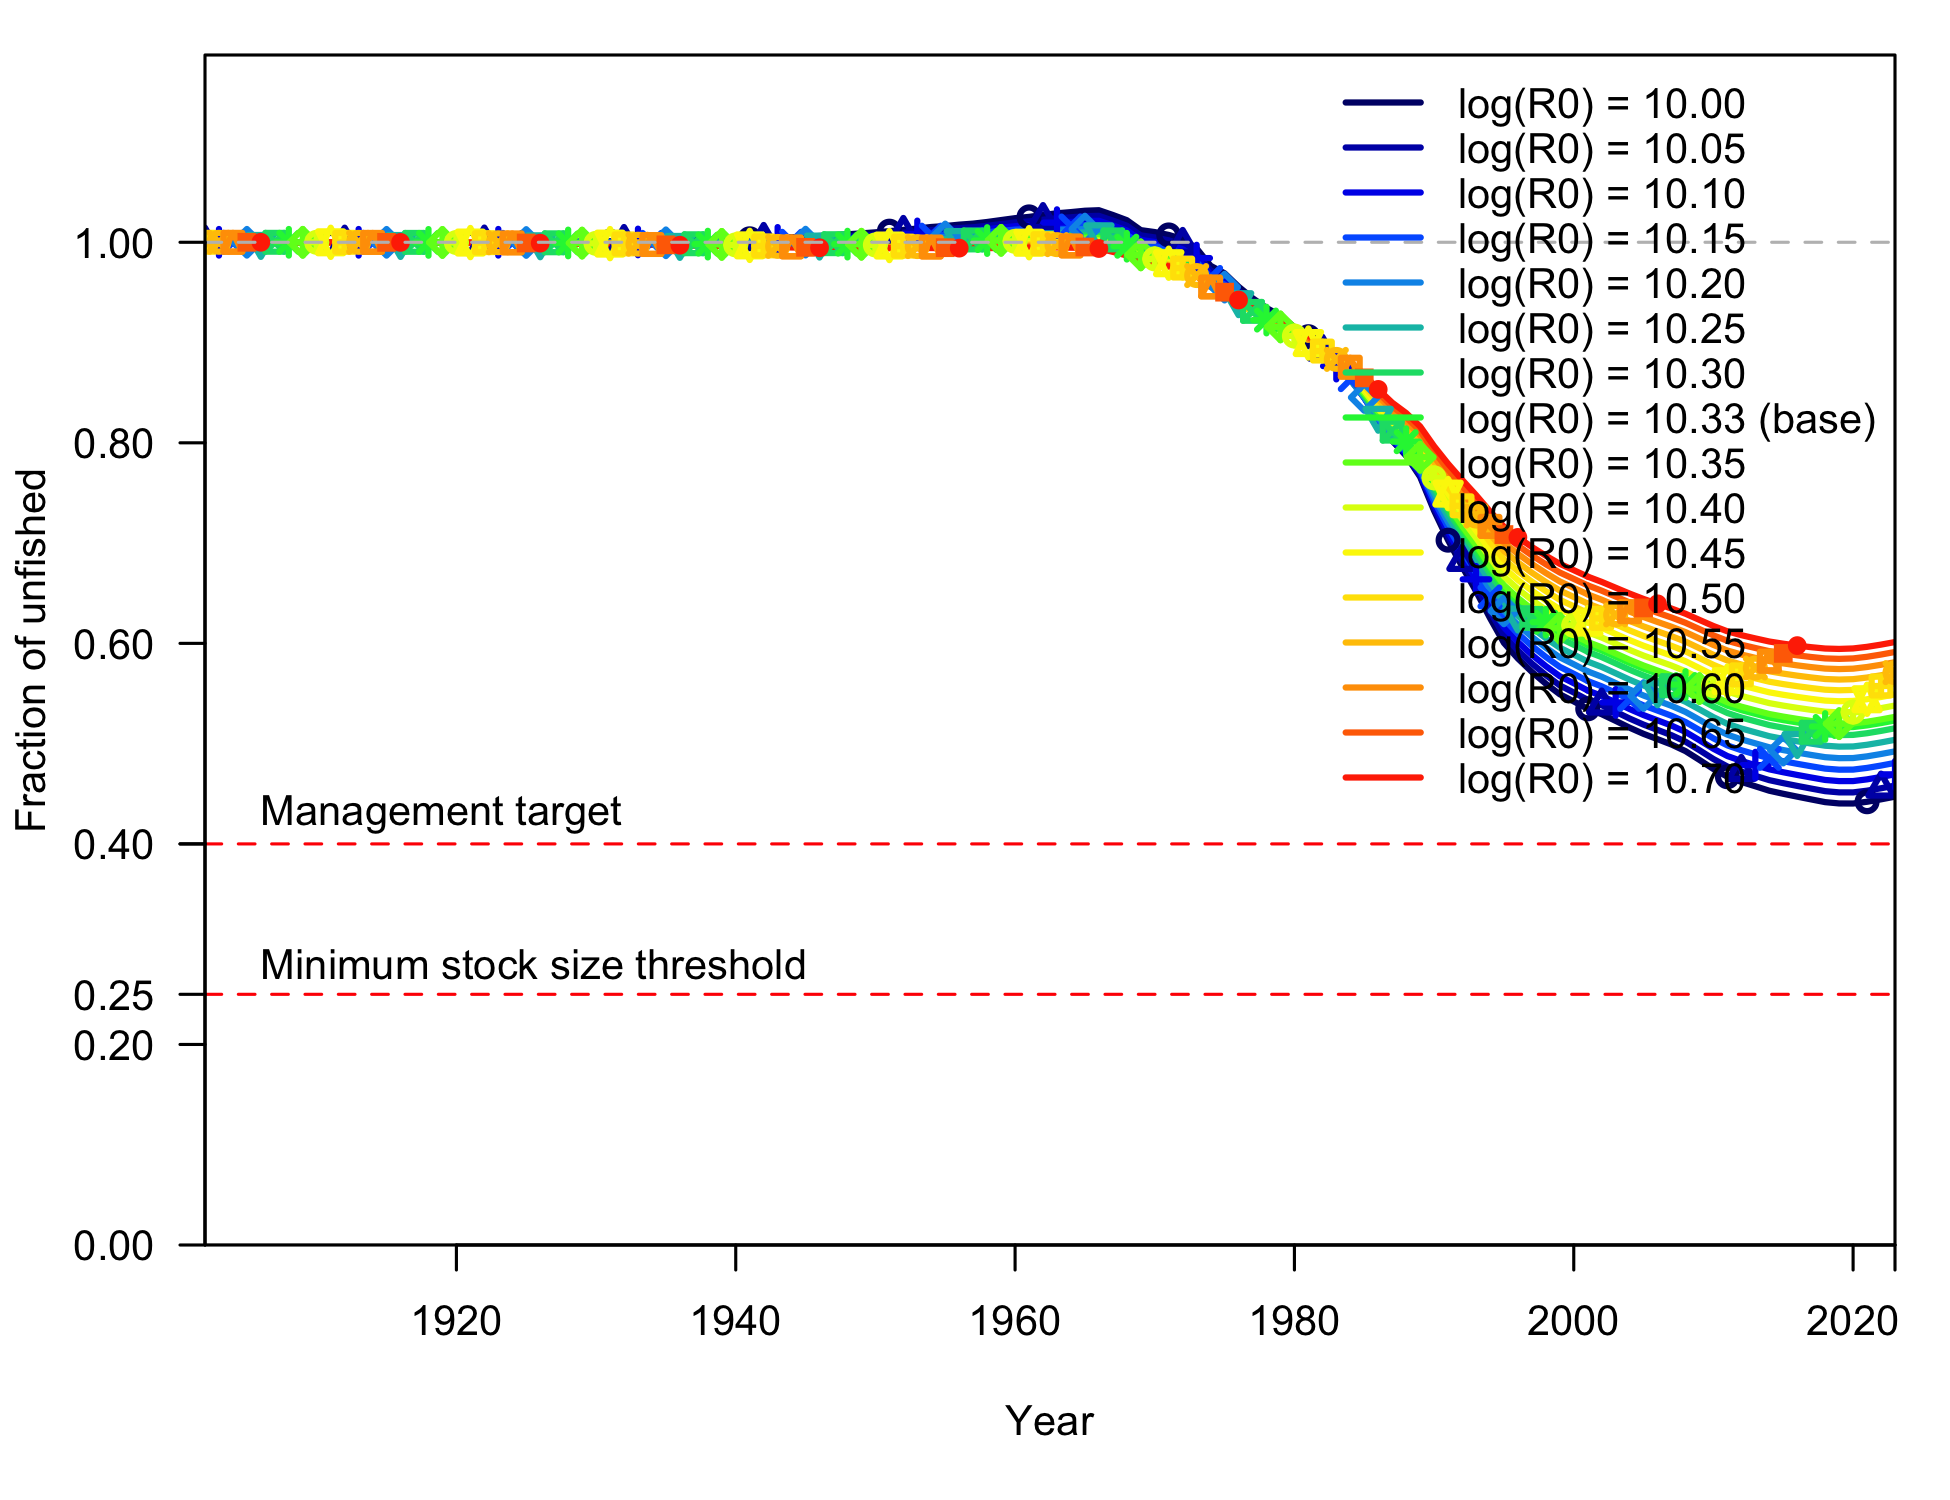 log(R0) = 10.00
log(R0) = 10.05
log(R0) = 10.10
log(R0) = 10.15
log(R0) = 10.20
log(R0) = 10.25
log(R0) = 10.30
log(R0) = 10.33 (base)
log(R0) = 10.35
log(R0) = 10.40
log(R0) = 10.45
log(R0) = 10.50
log(R0) = 10.55
log(R0) = 10.60
log(R0) = 10.65
log(R0) = 10.70
1.00
0.80
0.60
0.40
0.25
0.20
0.00
Fraction of unfished
Management target
Minimum stock size threshold
1920
1940
1960
1980
2000
2020
Year